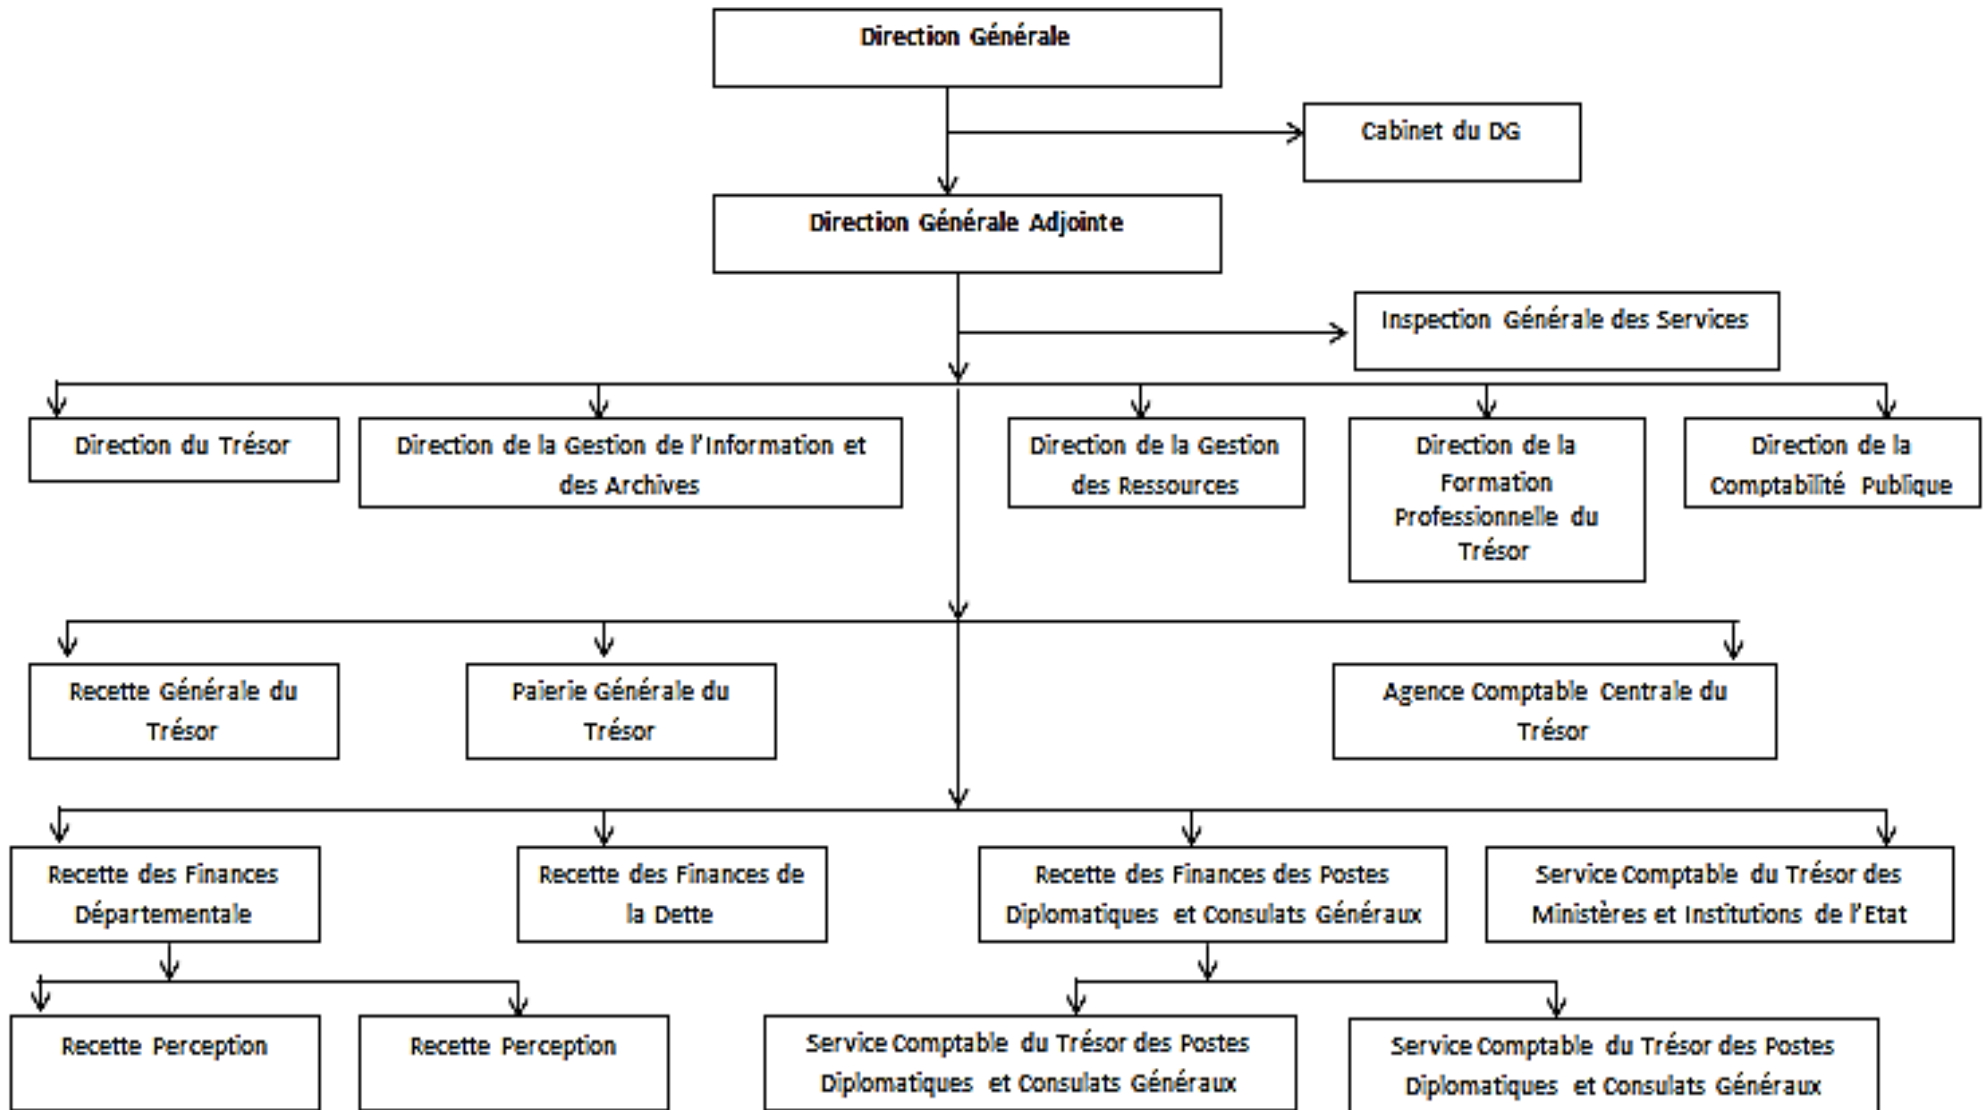 Direction Générale
Cabinet du DG
Direction Générale Adjointe
Inspection Générale des Services
Direction du Trésor
Direction de la Gestion de l'Information et
des Archives
Direction de la Gestion
des Ressources
Direction de la
Formation
Professionnelle du
Trésor
Direction de la
Comptabilité Publique
Recette Générale du
Trésor
Paierie Générale du
Trésor
Agence Comptable Centrale du
Trésor
Recette des Finances
Départementale
Recette des Finances de
la Dette
Recette des Finances des Postes
Diplomatiques et Consulats Généraux
Service Comptable du Trésor des
Ministères et Institutions de l'Etat
Recette Perception
Recette Perception
Service Comptable du Trésor des Postes
Diplomatiques et Consulats Généraux
Service Comptable du Trésor des Postes
Diplomatiques et Consulats Généraux